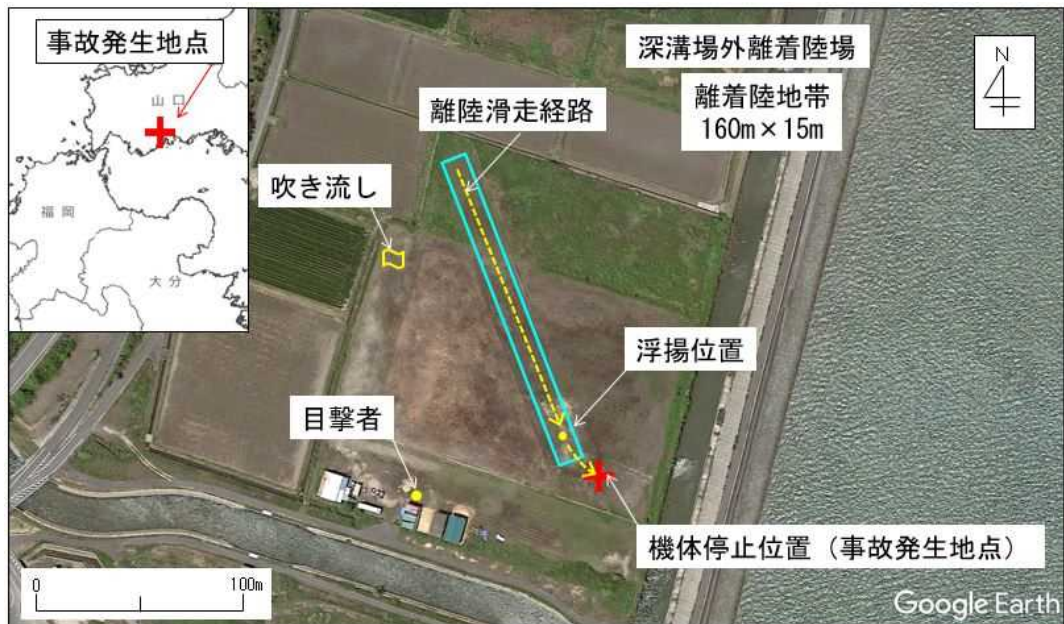 事故発生地点
山口
福岡
大分
深溝場外離着陸場
離着陸地帯
160m×15m
N
離陸滑走経路
吹き流し
浮揚位置
目撃者
機体停止位置（事故発生地点）
0
100m
Google Earth